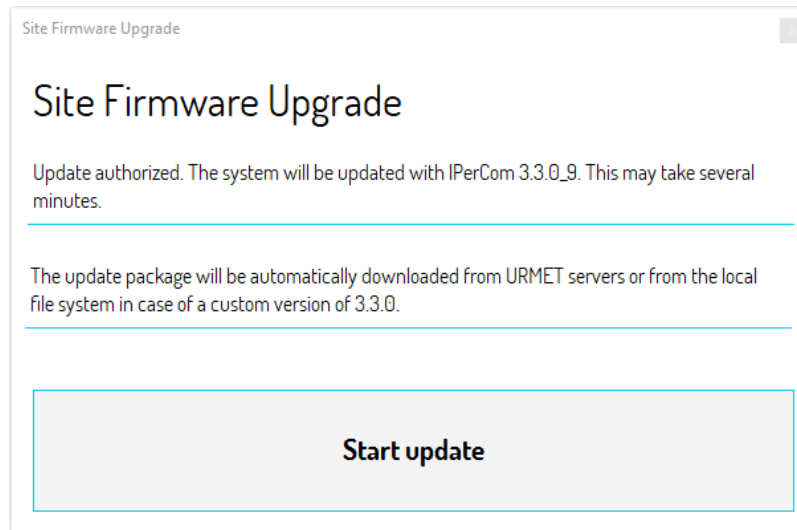 Site Firmware Upgrade
Site Firmware Upgrade
Update authorized. The system will be updated with IPerCom 3.3.0_9. This may take several
minutes.
The update package will be automatically downloaded from URMET servers or from the local
file system in case of a custom version of 3.3.0.
Start update